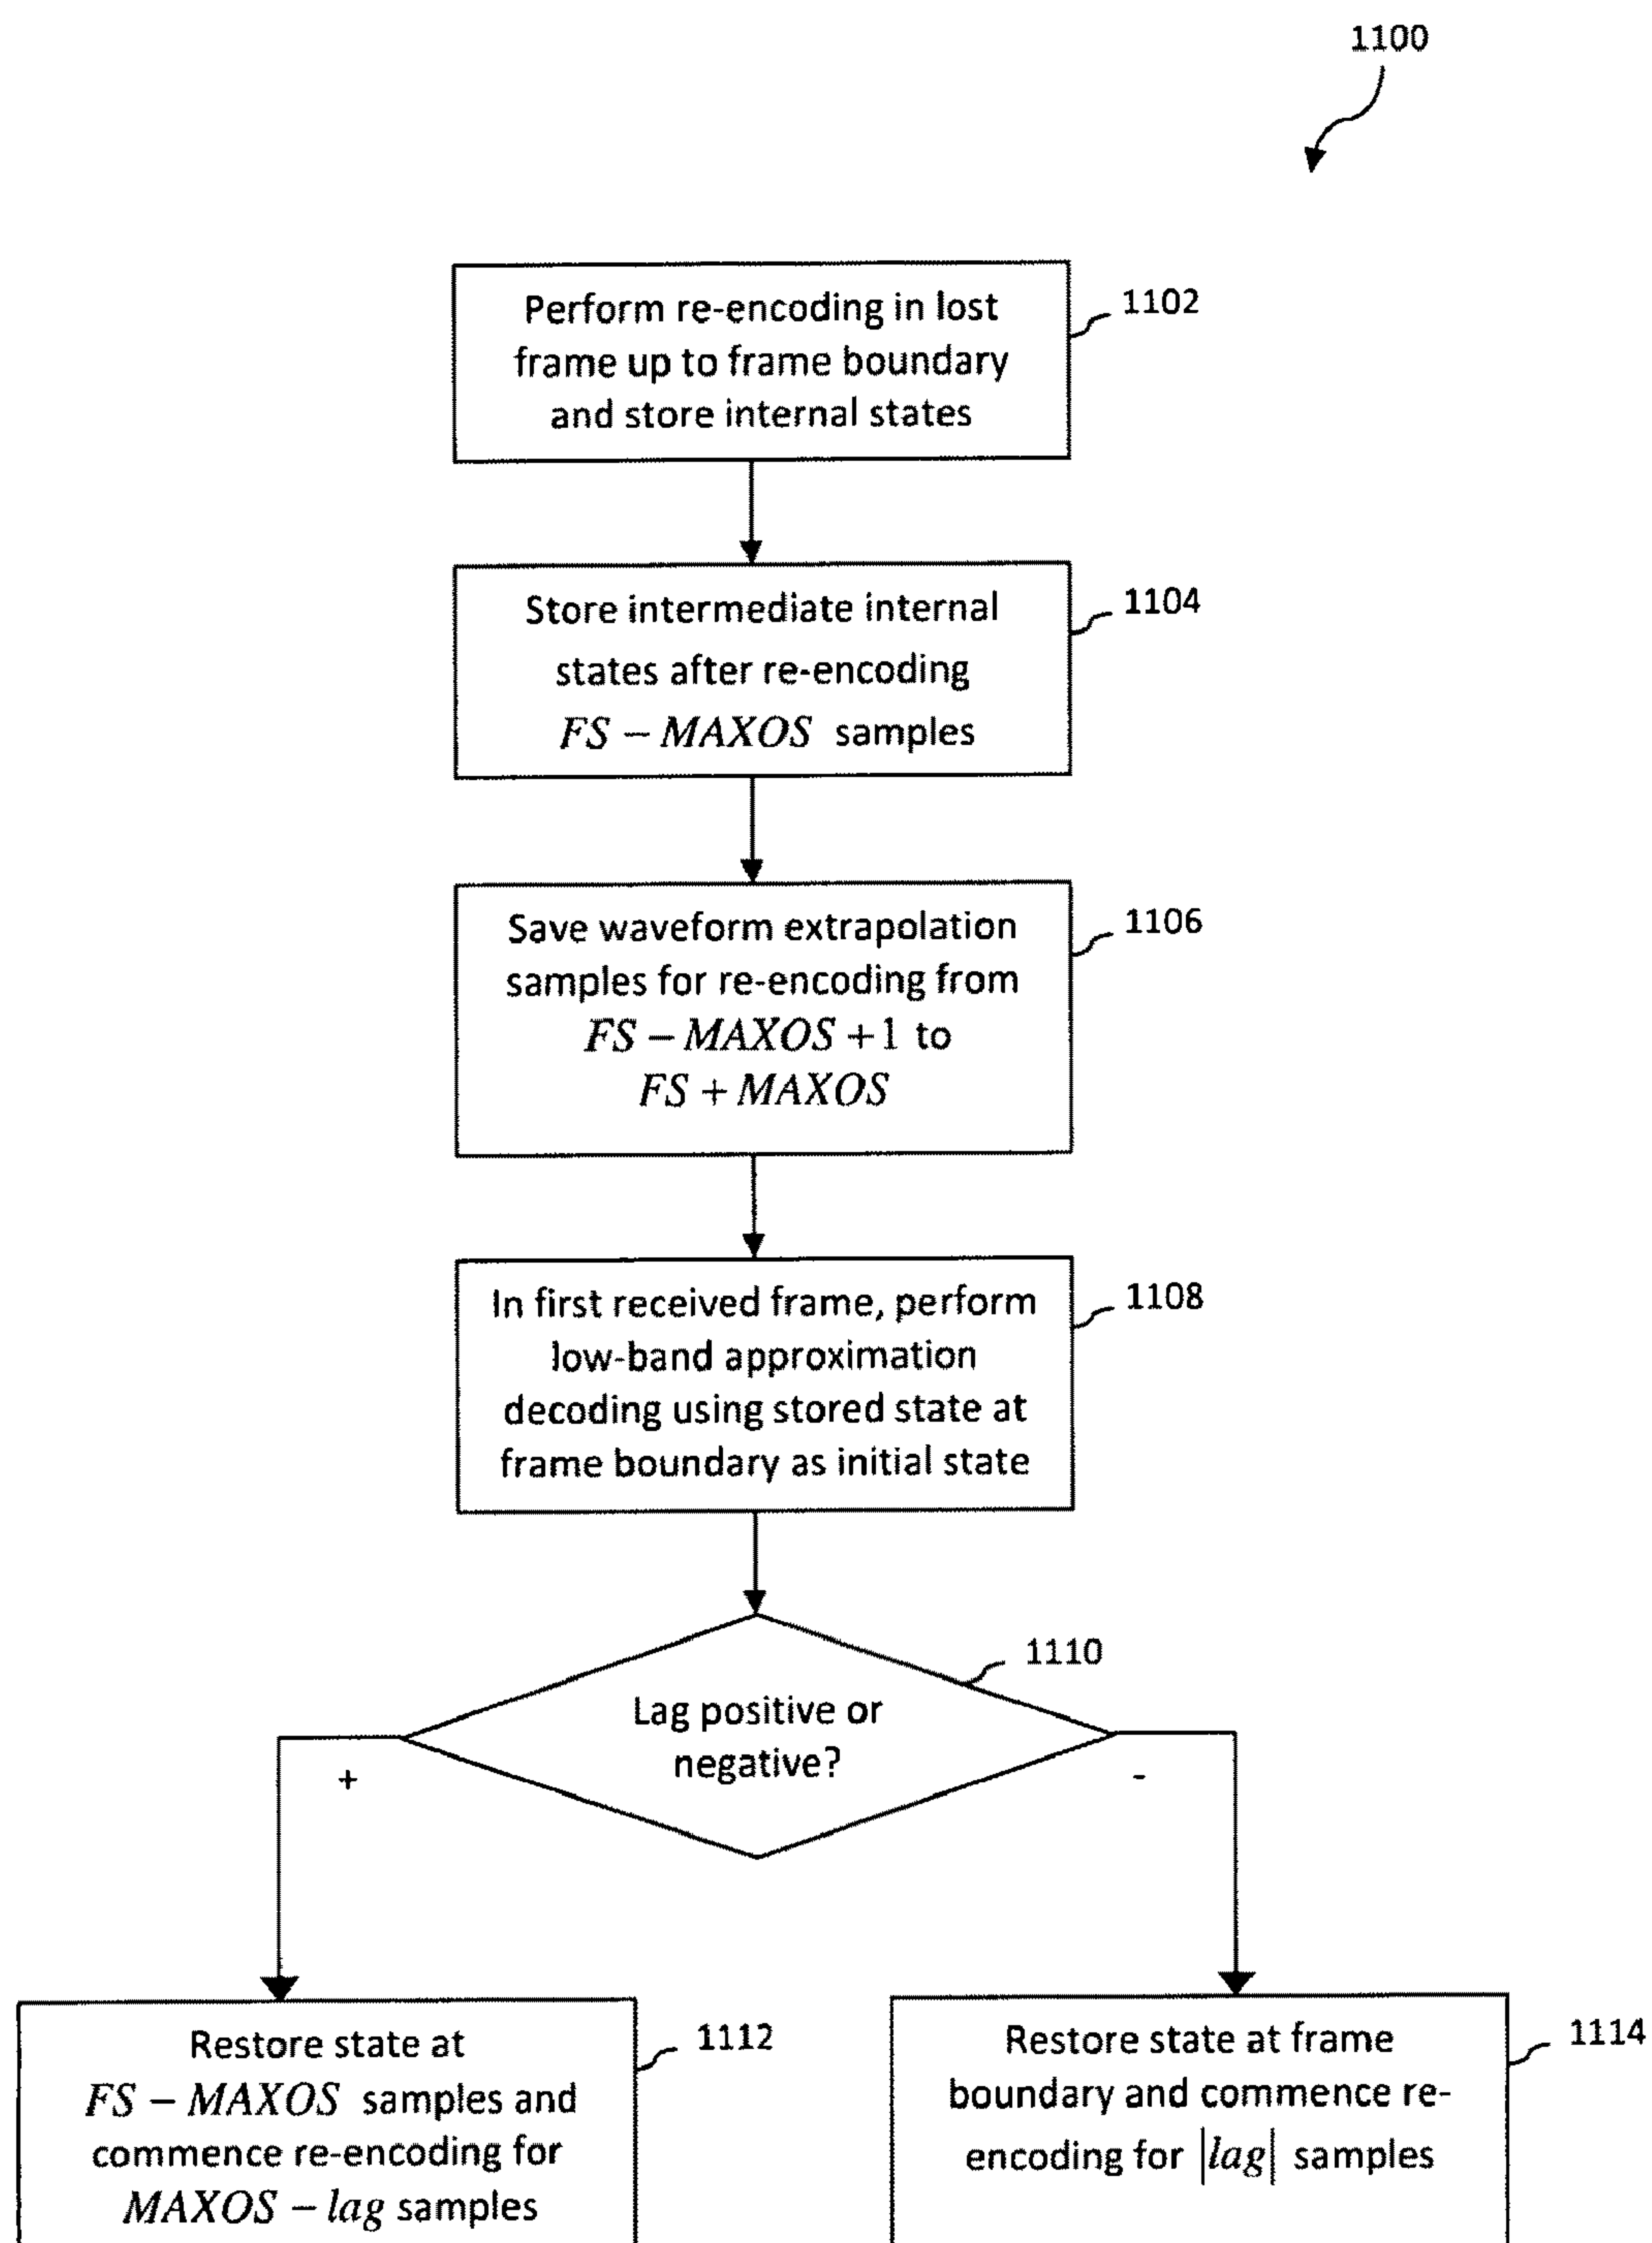 1100
Perform re-encoding in lost
frame up to frame boundary
and store internal states
1102
Store intermediate internal
states after re-encoding
FS – MAXOS samples
1104
Save waveform extrapolation
samples for re-encoding from
FS – MAXOS + 1 to
FS + MAXOS
1106
In first received frame, perform
low-band approximation
decoding using stored state at
frame boundary as initial state
1108
Lag positive or
negative?
1110
+
-
Restore state at
FS – MAXOS samples and
commence re-encoding for
MAXOS – lag samples
1112
Restore state at frame
boundary and commence re-
encoding for |lag| samples
1114